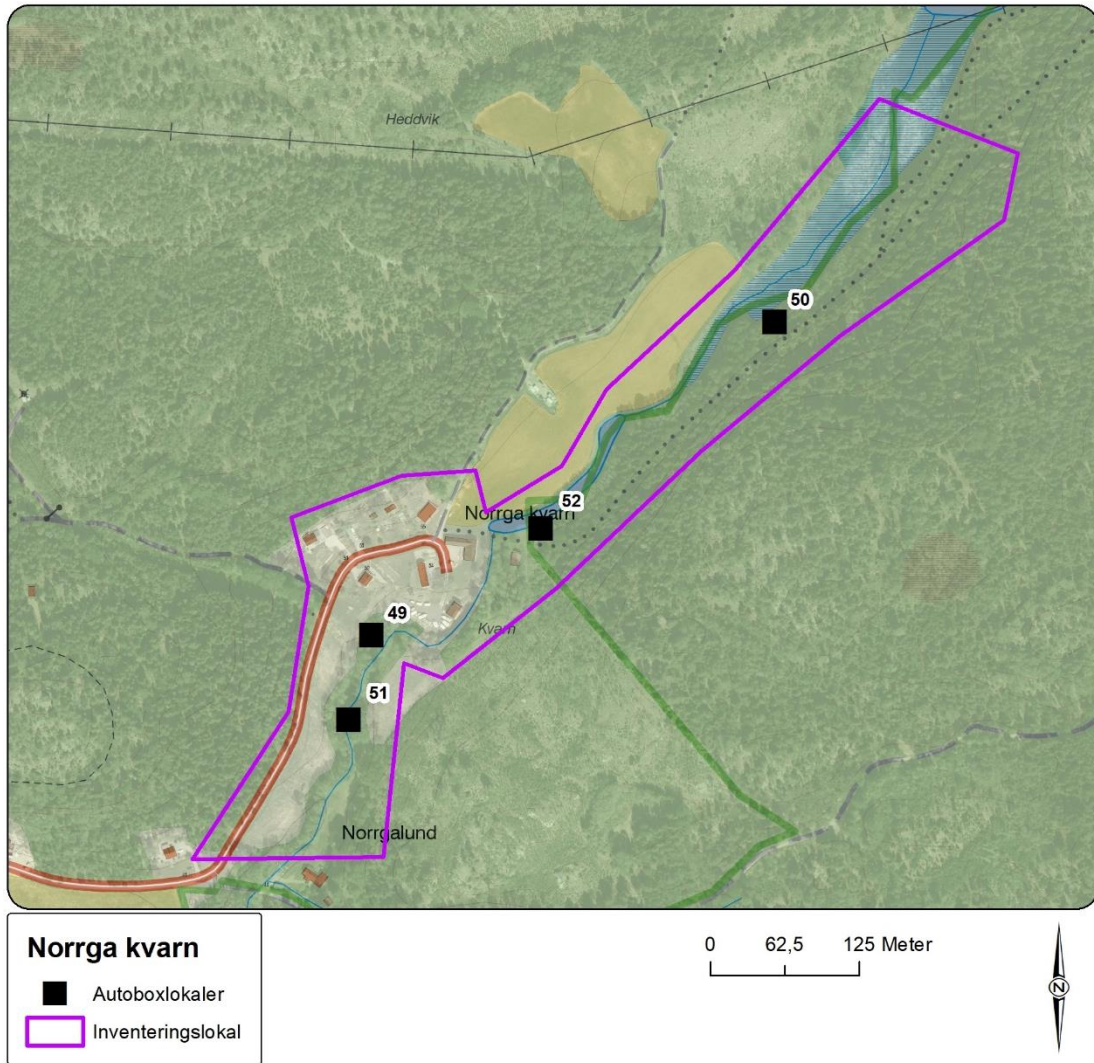 Heddvik
50
52
Norrga kvarn
49
Kvarn
51
Norrgalund
Norrga kvarn
Autoboxlokaler
Inventeringslokal
0 62,5 125 Meter
N